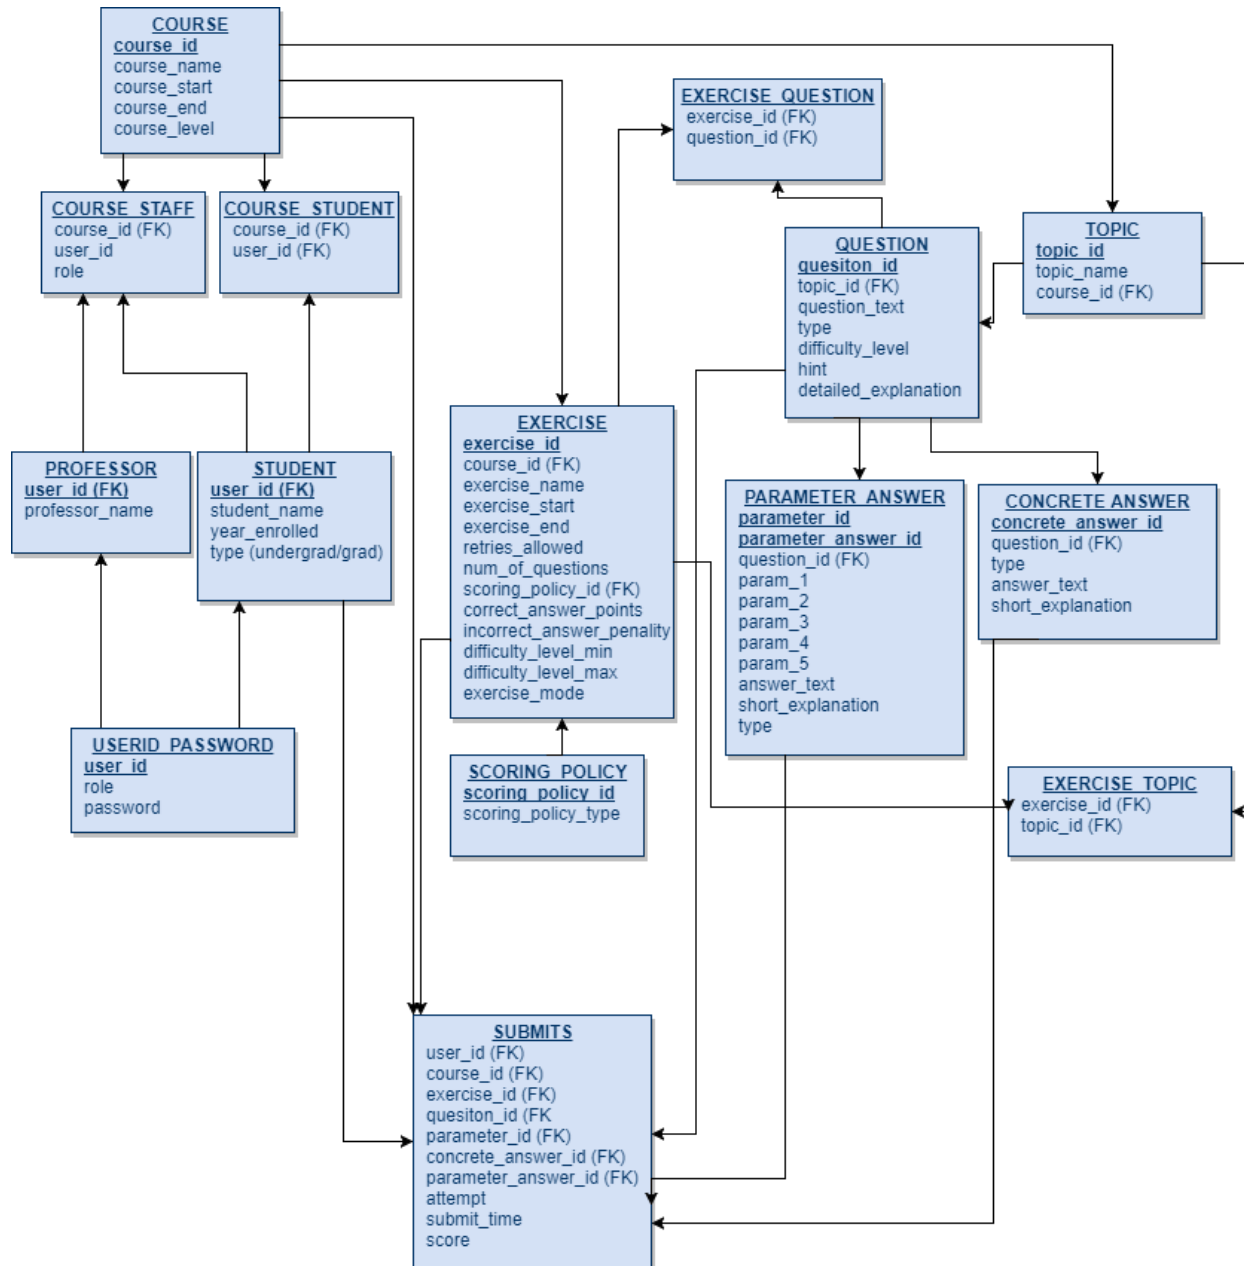 COURSE
course_id
course_name
course_start
course_end
course_level
EXERCISE_QUESTION
exercise_id (FK)
question_id (FK)
COURSE_STAFF
course_id (FK)
user_id
role
COURSE_STUDENT
course_id (FK)
user_id (FK)
QUESTION
quesiton_id
topic_id (FK)
question_text
type
difficulty_level
hint
detailed_explanation
TOPIC
topic_id
topic_name
course_id (FK)
EXERCISE
exercise_id
course_id (FK)
exercise_name
exercise_start
exercise_end
retries_allowed
num_of_questions
scoring_policy_id (FK)
correct_answer_points
incorrect_answer_penality
difficulty_level_min
difficulty_level_max
exercise_mode
PROFESSOR
user_id (FK)
professor_name
STUDENT
user_id (FK)
student_name
year_enrolled
type (undergrad/grad)
PARAMETER_ANSWER
parameter_id
parameter_answer_id
question_id (FK)
param_1
param_2
param_3
param_4
param_5
answer_text
short_explanation
type
CONCRETE ANSWER
concrete_answer_id
question_id (FK)
type
answer_text
short_explanation
USERID_PASSWORD
user_id
role
password
SCORING_POLICY
scoring_policy_id
scoring_policy_type
EXERCISE_TOPIC
exercise_id (FK)
topic_id (FK)
SUBMITS
user_id (FK)
course_id (FK)
exercise_id (FK)
quesiton_id (FK
parameter_id (FK)
concrete_answer_id (FK)
parameter_answer_id (FK)
attempt
submit_time
score